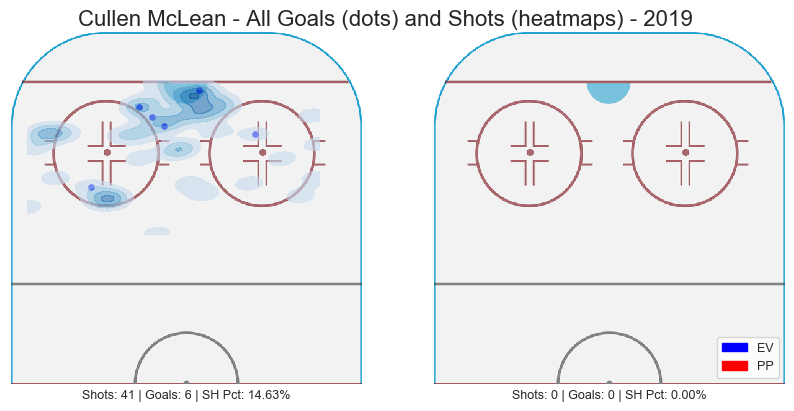 Cullen McLean - All Goals (dots) and Shots (heatmaps) - 2019
EV
PP
Shots: 41 | Goals: 6 | SH Pct: 14.63%
Shots: 0 | Goals: 0 | SH Pct: 0.00%